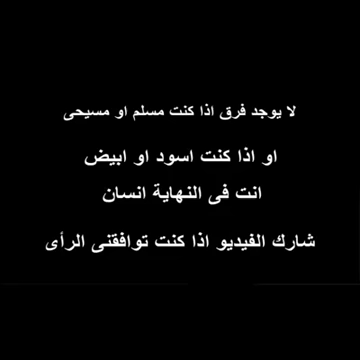 لا يوجد فرق اذا كنت مسلم او مسيحى
او اذا كنت اسود او ابيض
انت فى النهاية انسان
شارك الفيديو اذا كنت توافقنى الرأى